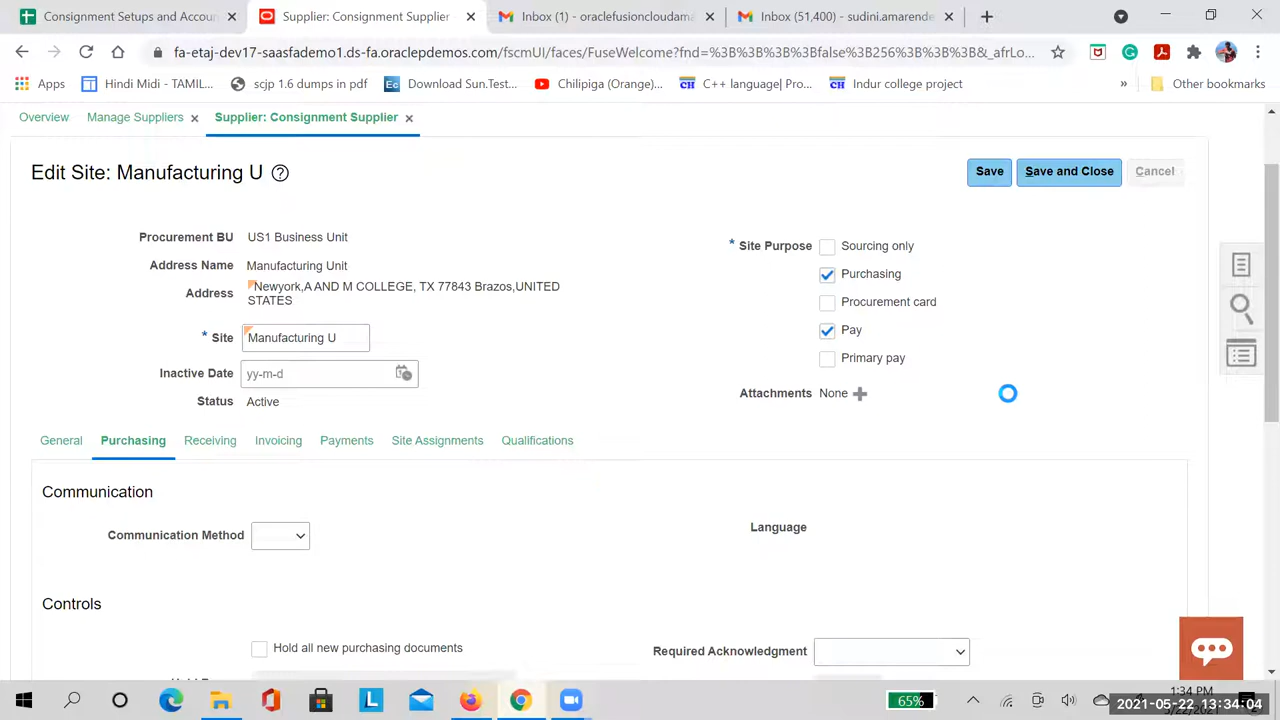 Consignment Setups and Accou
Supplier: Consignment Supplier
Inbox (1) - oraclefusioncloudam
Inbox (51,400) - sudini.amarende
fa-etaj-dev17-saasfademo1.ds-fa.oraclepdemos.com/fscmUI/faces/FuseWelcome?fnd=%3B%3B%3B%3Bfalse%3B256%3B%3B%3B&_afrLo...
Apps
Hindi Midi - TAMIL...
scjp 1.6 dumps in pdf
Download Sun.Test...
Chilipiga (Orange)...
C++ language| Pro...
Indur college project
»
Other bookmarks
Overview
Manage Suppliers
Supplier: Consignment Supplier
Edit Site: Manufacturing U
Save
Save and Close
Cancel
Procurement BU US1 Business Unit
Address Name Manufacturing Unit
Address Newyork,A AND M COLLEGE, TX 77843 Brazos,UNITED
STATES
* Site Manufacturing U
Inactive Date yy-m-d
Status Active
* Site Purpose Sourcing only
Purchasing
Procurement card
Pay
Primary pay
Attachments None
General
Purchasing
Receiving
Invoicing
Payments
Site Assignments
Qualifications
Communication
Communication Method
Language
Controls
Hold all new purchasing documents
Required Acknowledgment
65%
1:34 PM
2021-05-22 13:34:04